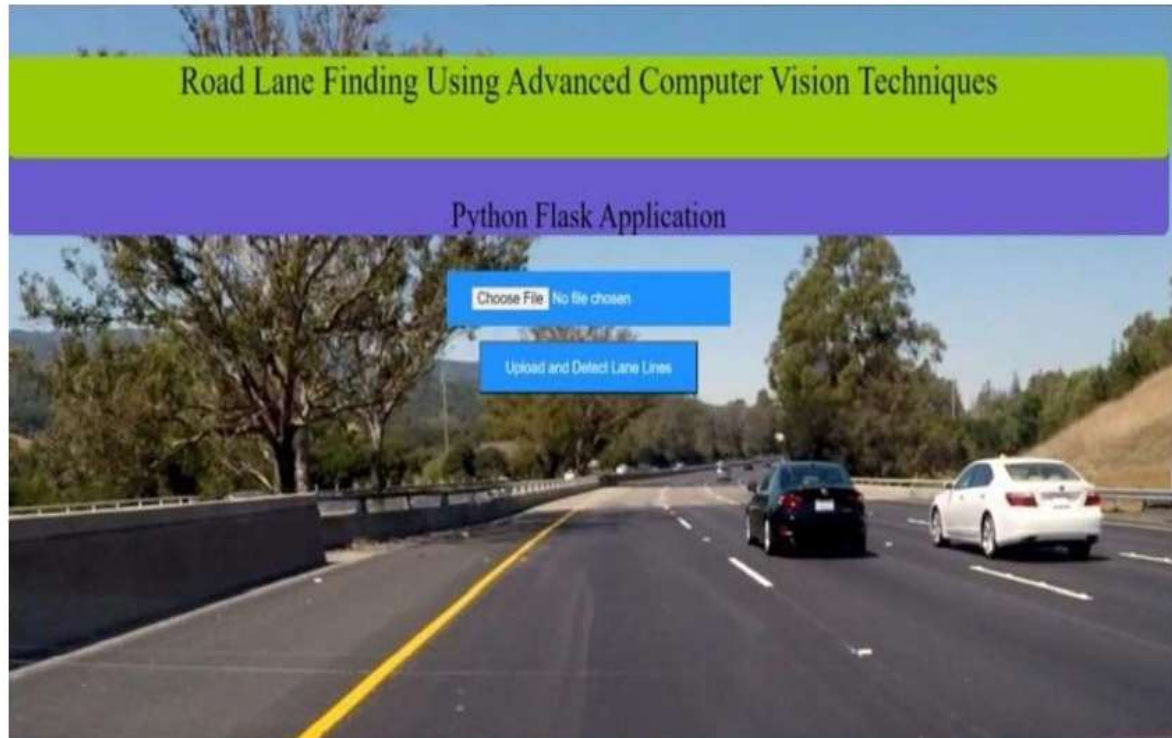 Road Lane Finding Using Advanced Computer Vision Techniques
Python Flask Application
Choose File No file chosen
Upload and Detect Lane Lines